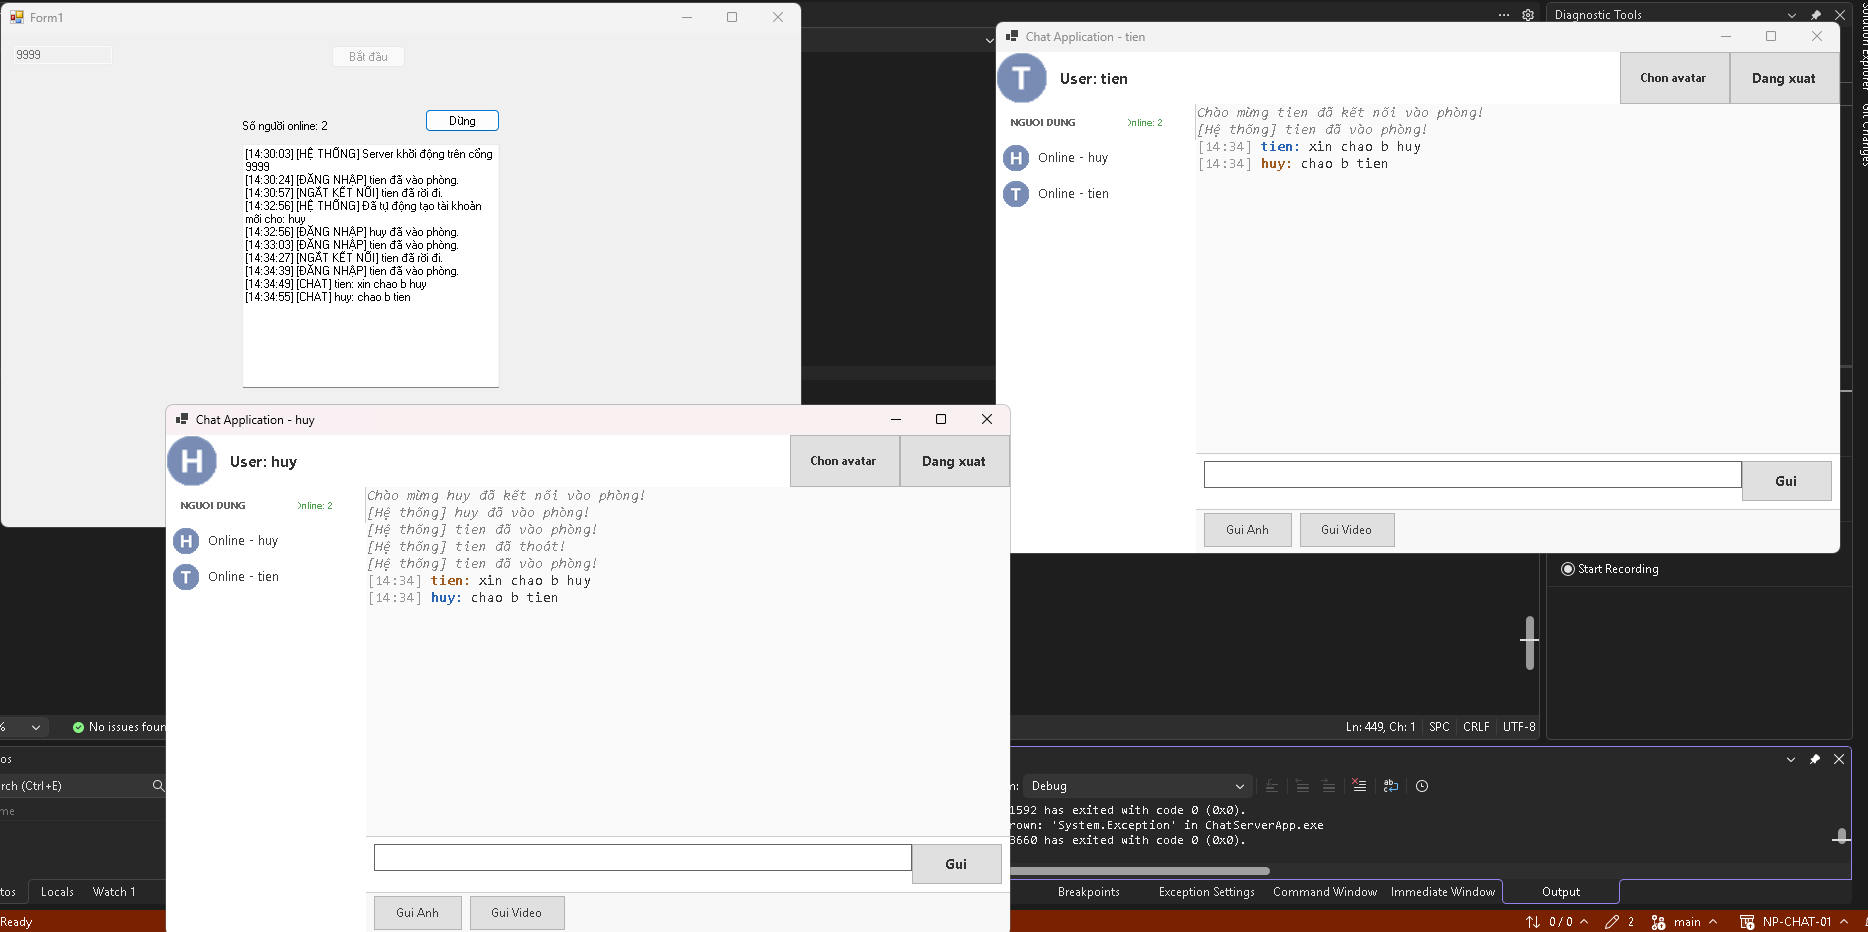 Form1
9999
Bắt đầu
Số người online: 2
Dừng
[14:30:03] [HỆ THỐNG] Server khởi động trên cổng
9999
[14:30:24] [ĐĂNG NHẬP] tien đã vào phòng.
[14:30:57] [NGẮT KẾT NỐI] tien đã rời đi.
[14:32:56] [HỆ THỐNG] Đã tự động tạo tài khoản
mới cho: huy
[14:32:56] [ĐĂNG NHẬP] huy đã vào phòng.
[14:33:03] [ĐĂNG NHẬP] tien đã vào phòng.
[14:34:27] [NGẮT KẾT NỐI] tien đã rời đi.
[14:34:39] [ĐĂNG NHẬP] tien đã vào phòng.
[14:34:49] [CHAT] tien: xin chao b huy
[14:34:55] [CHAT] huy: chao b tien
Diagnostic Tools
Solution Explorer
Git Changes
Chat Application - tien
T
User: tien
Chon avatar
Dang xuat
NGUOI DUNG
Online: 2
H
Online - huy
T
Online - tien
Chào mừng tien đã kết nối vào phòng!
[Hệ thống] tien đã vào phòng!
[14:34] tien: xin chao b huy
[14:34] huy: chao b tien
Gui
Gui Anh
Gui Video
Chat Application - huy
H
User: huy
Chon avatar
Dang xuat
NGUOI DUNG
Online: 2
H
Online - huy
T
Online - tien
Chào mừng huy đã kết nối vào phòng!
[Hệ thống] huy đã vào phòng!
[Hệ thống] tien đã vào phòng!
[Hệ thống] tien đã thoát!
[Hệ thống] tien đã vào phòng!
[14:34] tien: xin chao b huy
[14:34] huy: chao b tien
Gui
Gui Anh
Gui Video
Start Recording
%
No issues foun
Ln: 449, Ch: 1
SPC
CRLF
UTF-8
os
rch (Ctrl+E)
me
tos
Locals
Watch 1
m:
Debug
1592 has exited with code 0 (0x0).
rown: 'System.Exception' in ChatServerApp.exe
3660 has exited with code 0 (0x0).
Breakpoints
Exception Settings
Command Window
Immediate Window
Output
Ready
0 / 0
2
main
NP-CHAT-01